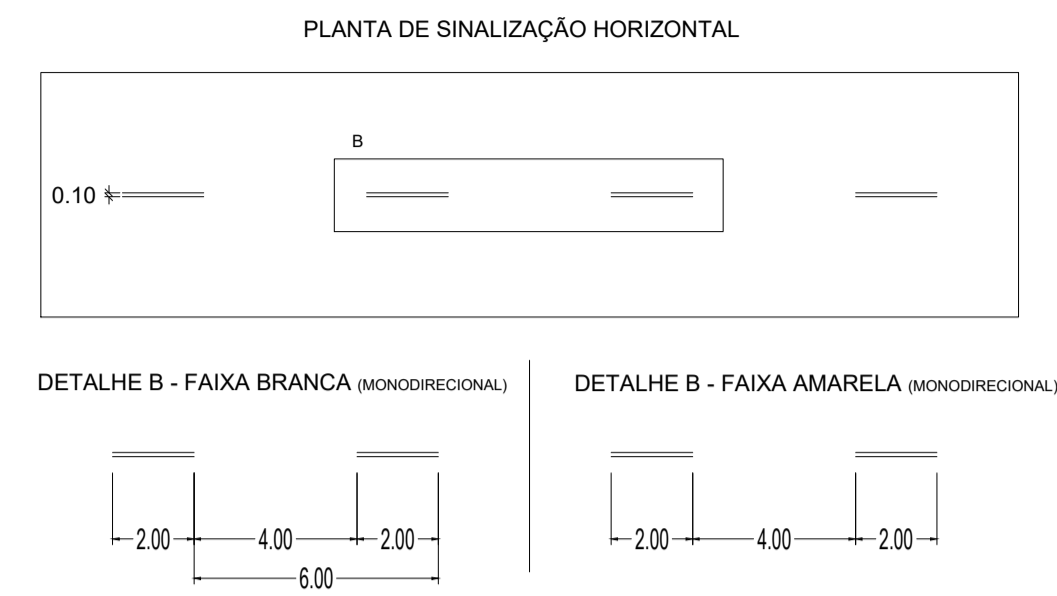 PLANTA DE SINALIZAÇÃO HORIZONTAL
B
0.10
DETALHE B - FAIXA BRANCA (MONODIRECIONAL)
2.00 4.00 2.00
6.00
DETALHE B - FAIXA AMARELA (MONODIRECIONAL)
2.00 4.00 2.00